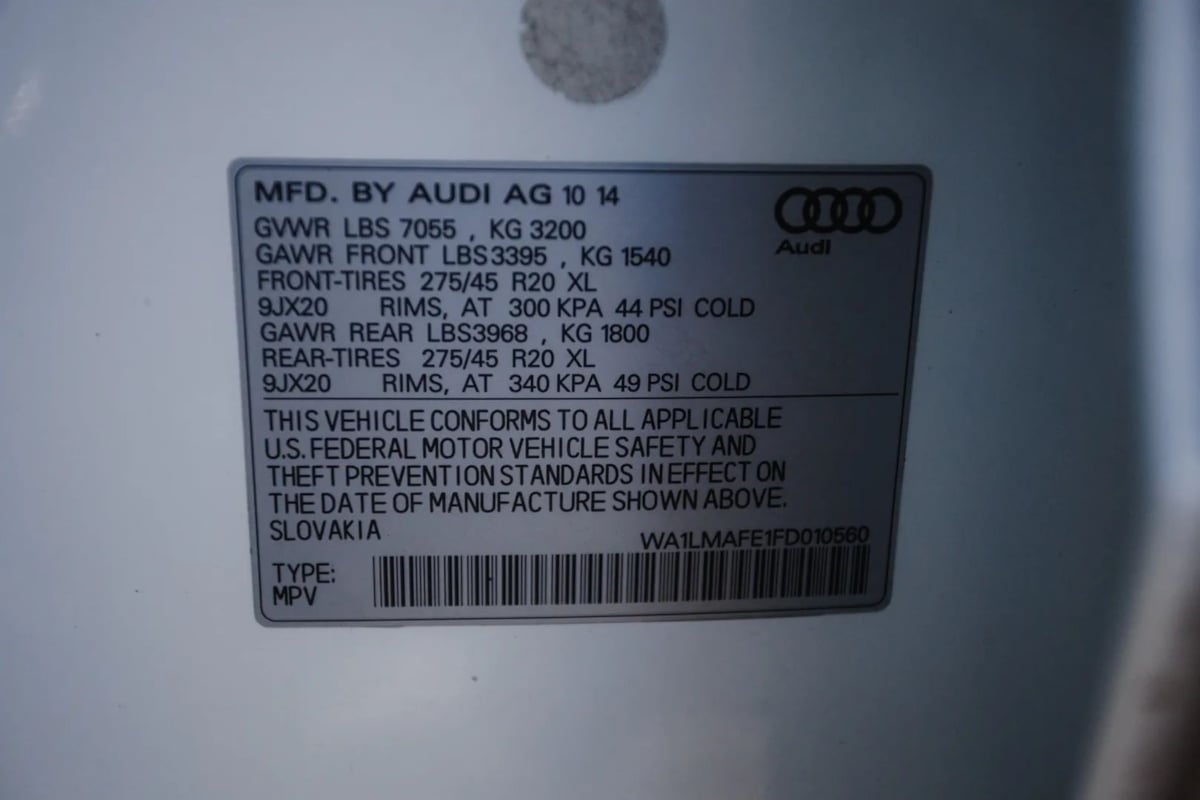 MFD. BY AUDI AG 10 14
Audi
GVWR LBS 7055 , KG 3200
GAWR FRONT LBS3395 , KG 1540
FRONT-TIRES 275/45 R20 XL
9JX20 RIMS, AT 300 KPA 44 PSI COLD
GAWR REAR LBS3968 , KG 1800
REAR-TIRES 275/45 R20 XL
9JX20 RIMS, AT 340 KPA 49 PSI COLD
THIS VEHICLE CONFORMS TO ALL APPLICABLE
U.S. FEDERAL MOTOR VEHICLE SAFETY AND
THEFT PREVENTION STANDARDS IN EFFECT ON
THE DATE OF MANUFACTURE SHOWN ABOVE.
SLOVAKIA
WA1LMAFE1FD010560
TYPE:
MPV